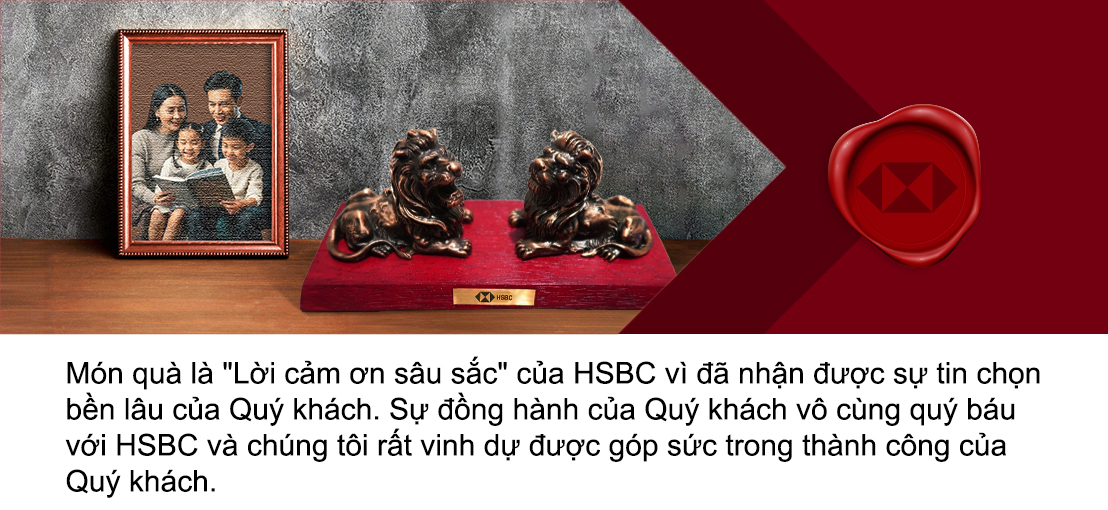 HSBC
Món quà là "Lời cảm ơn sâu sắc" của HSBC vì đã nhận được sự tin chọn
bền lâu của Quý khách. Sự đồng hành của Quý khách vô cùng quý báu
với HSBC và chúng tôi rất vinh dự được góp sức trong thành công của
Quý khách.